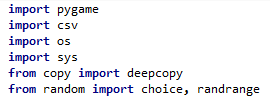 import pygame
import csv
import os
import sys
from copy import deepcopy
from random import choice, randrange